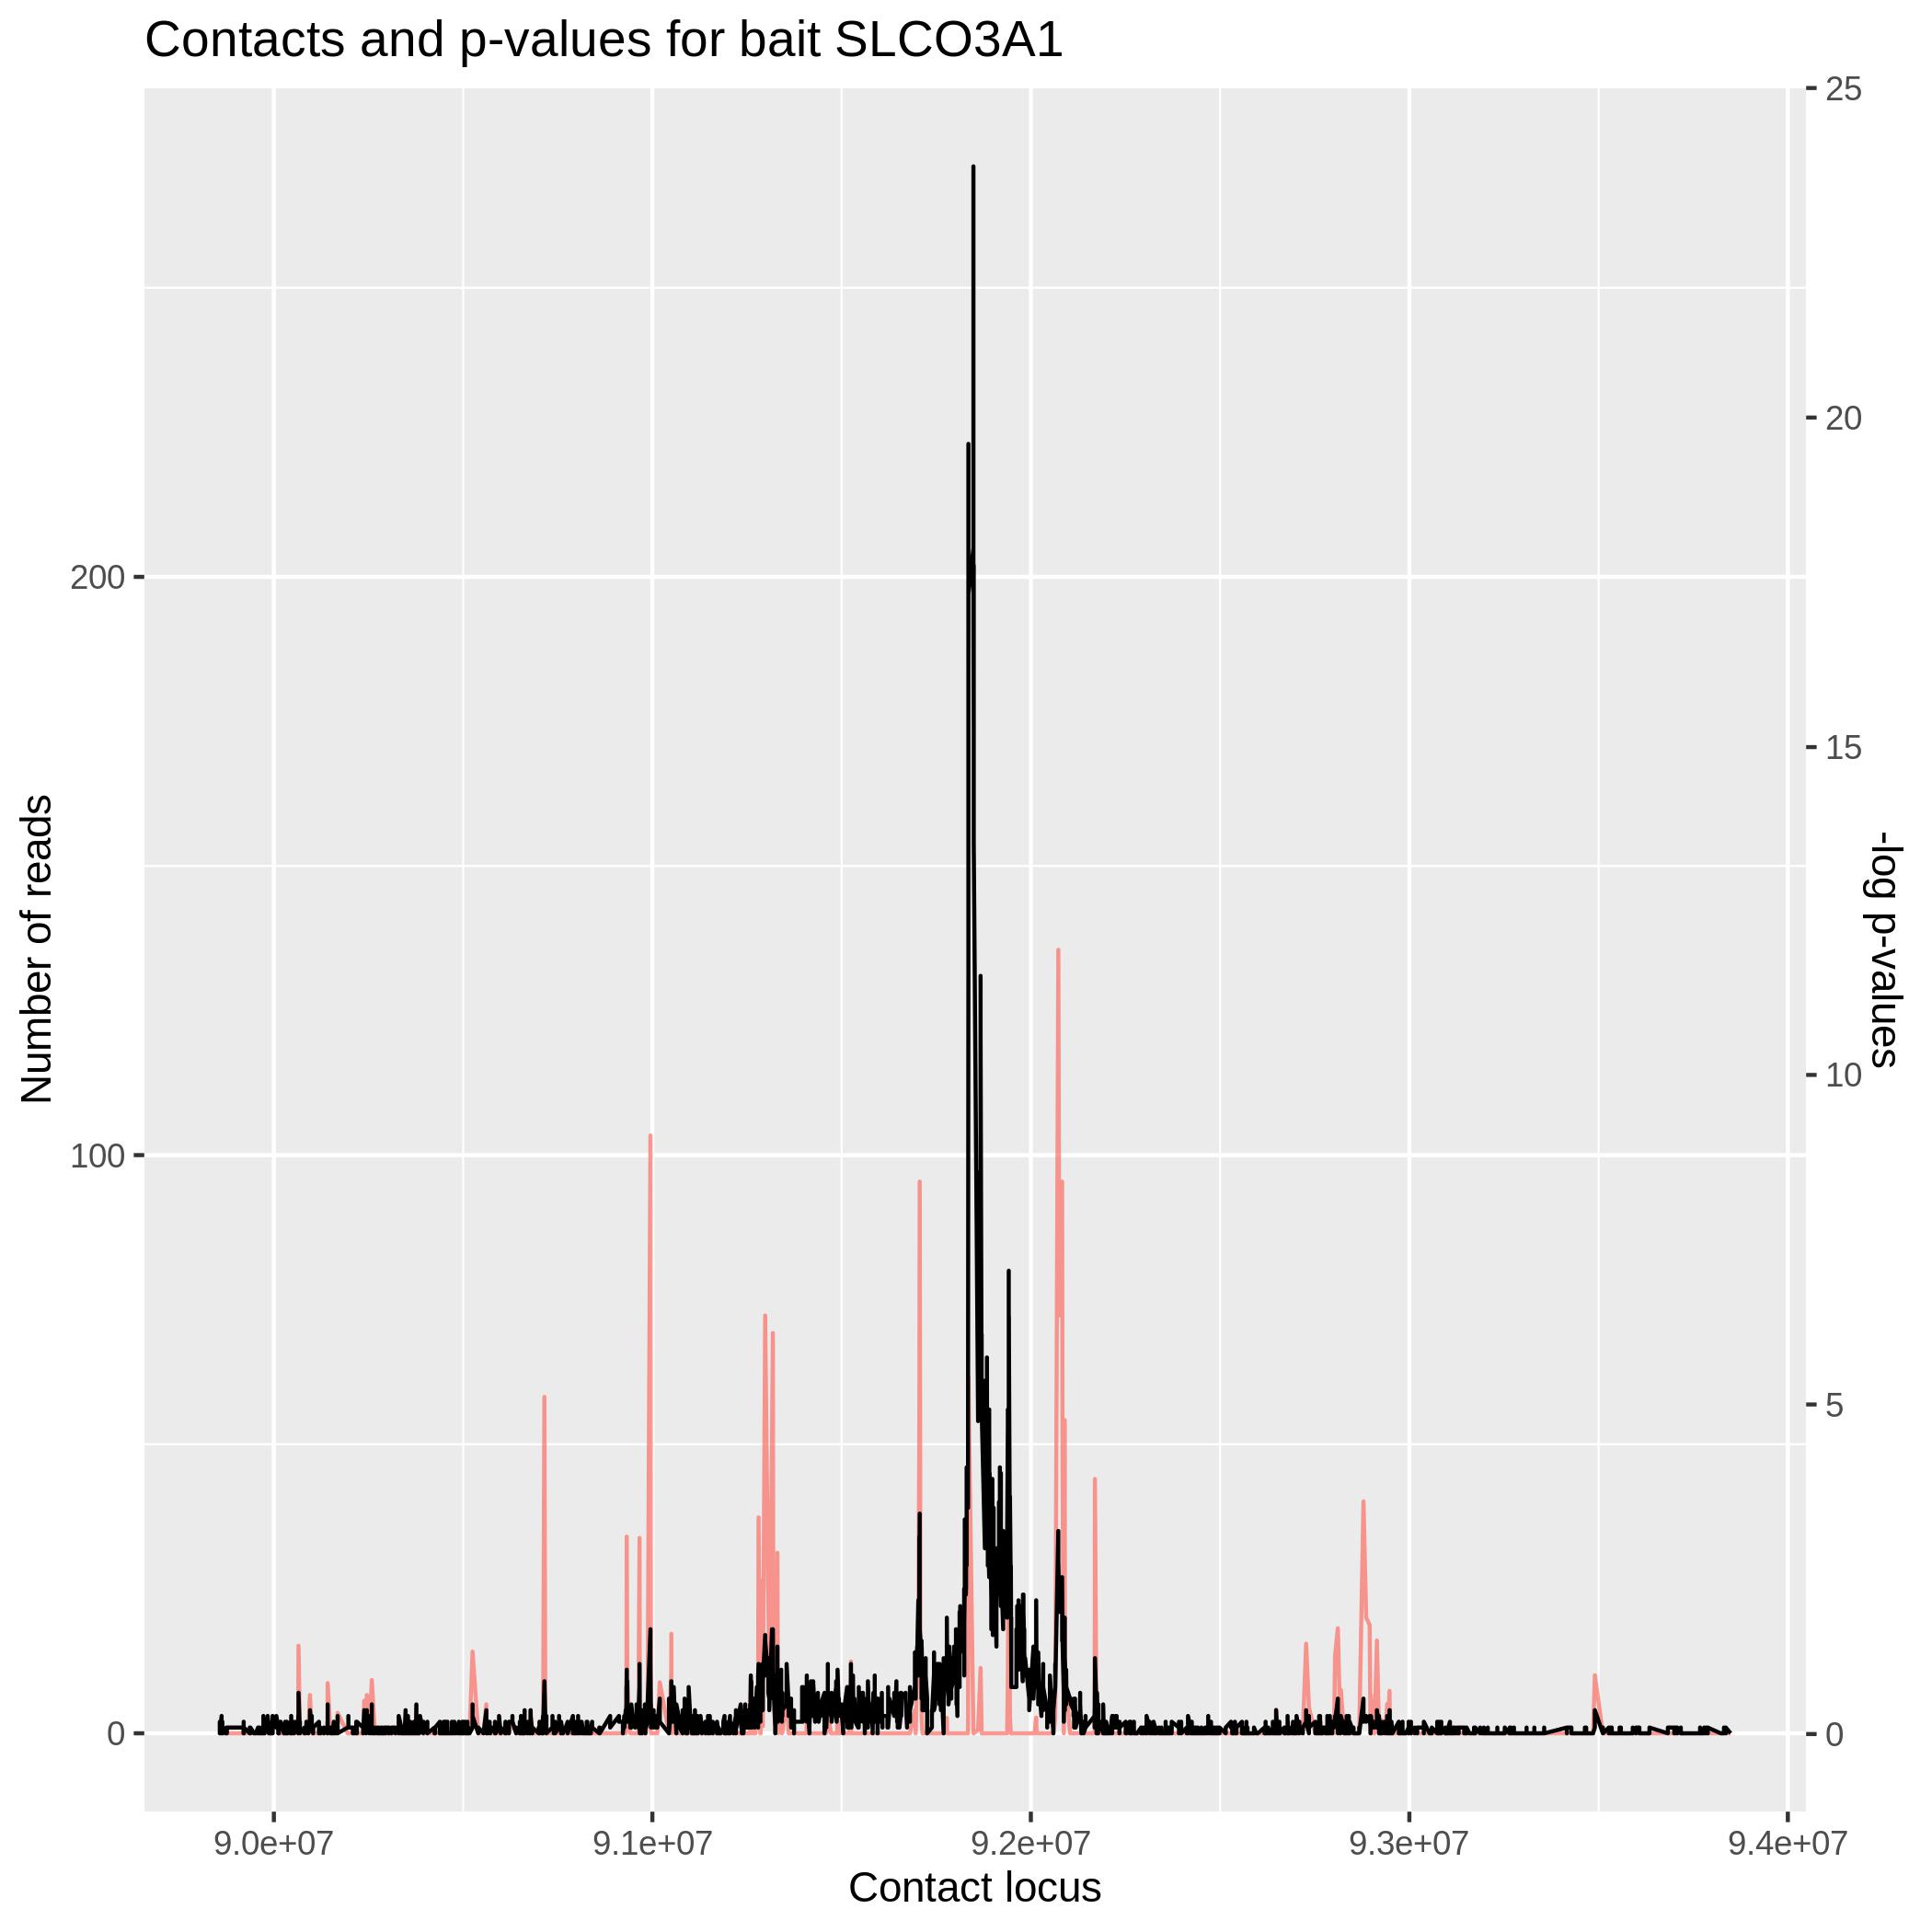 Contacts and p-values for bait SLCO3A1
25
20
15
10
5
0
200
100
0
Number of reads
-log p-values
9.0e+07
9.1e+07
9.2e+07
9.3e+07
9.4e+07
Contact locus